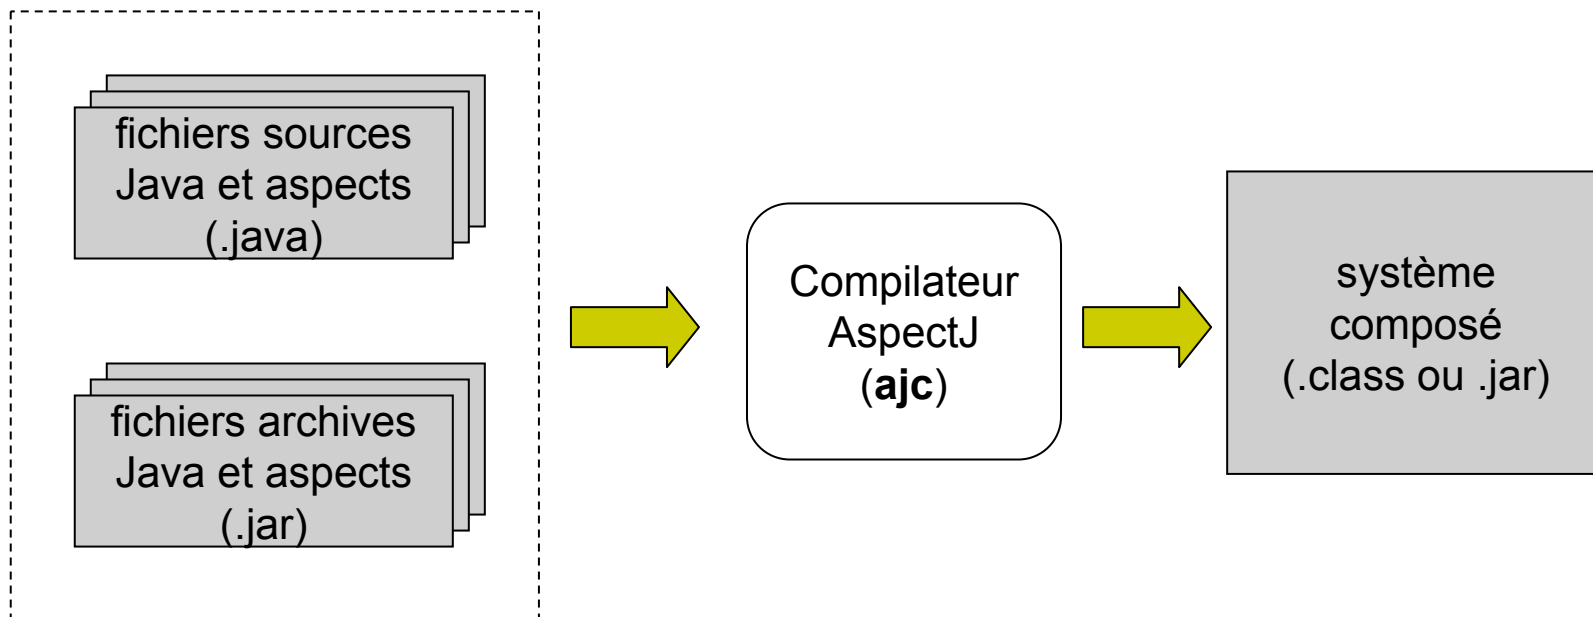 fichiers sources
Java et aspects
(.java)
fichiers archives
Java et aspects
(.jar)
Compilateur
AspectJ
(ajc)
système
composé
(.class ou .jar)